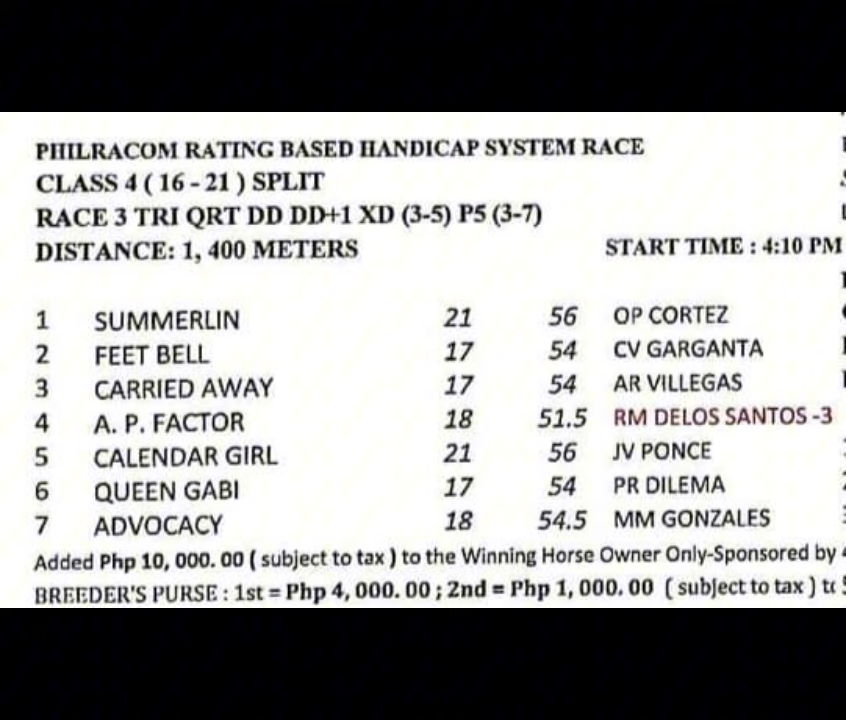 PHILRACOM RATING BASED HANDICAP SYSTEM RACE
CLASS 4 ( 16 - 21 ) SPLIT
RACE 3 TRI QRT DD DD+1 XD (3-5) P5 (3-7)
DISTANCE: 1, 400 METERS START TIME : 4:10 PM
1 SUMMERLIN 21 56 OP CORTEZ
2 FEET BELL 17 54 CV GARGANTA
3 CARRIED AWAY 17 54 AR VILLEGAS
4 A. P. FACTOR 18 51.5 RM DELOS SANTOS -3
5 CALENDAR GIRL 21 56 JV PONCE
6 QUEEN GABI 17 54 PR DILEMA
7 ADVOCACY 18 54.5 MM GONZALES
Added Php 10, 000. 00 ( subject to tax ) to the Winning Horse Owner Only-Sponsored by
BREEDER'S PURSE : 1st = Php 4, 000. 00 ; 2nd = Php 1, 000. 00 ( subject to tax )